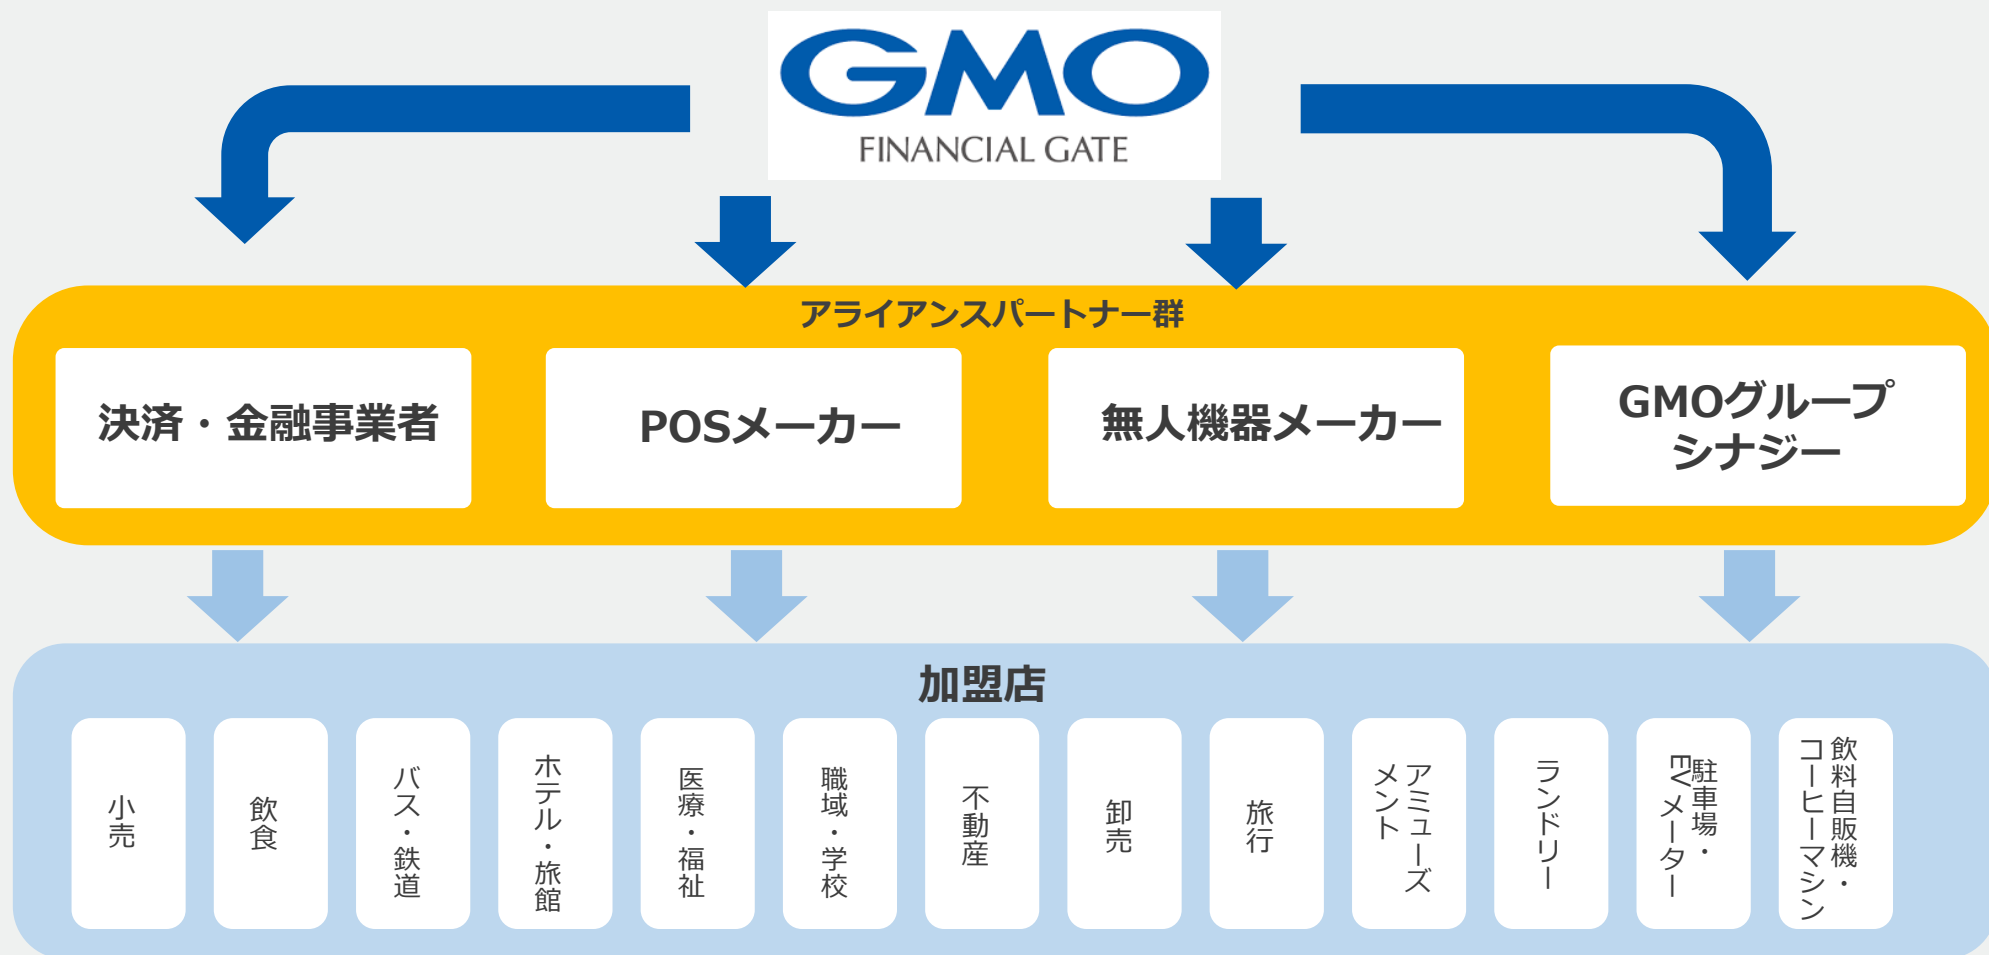 GMO
FINANCIAL GATE
アライアンスパートナー群
決済・金融事業者
POSメーカー
無人機器メーカー
GMOグループ
シナジー
加盟店
小売
飲食
バス・鉄道
ホテル・旅館
医療・福祉
職域・学校
不動産
卸売
旅行
アミューズ
メント
ランドリー
駐車場・
EVメーター
飲料自販機・
コーヒーマシン